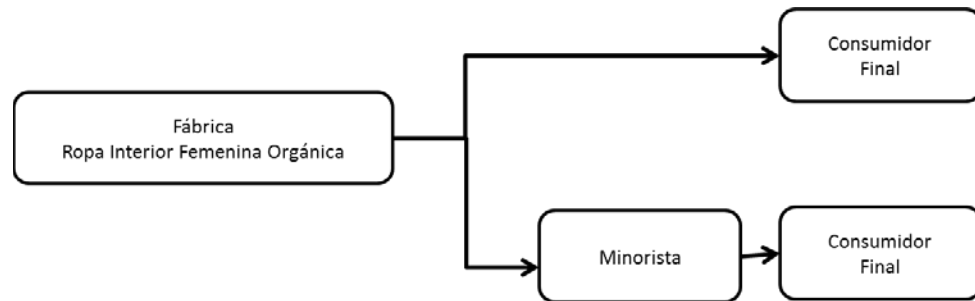 Consumidor
Final
Fábrica
Ropa Interior Femenina Orgánica
Minorista
Consumidor
Final